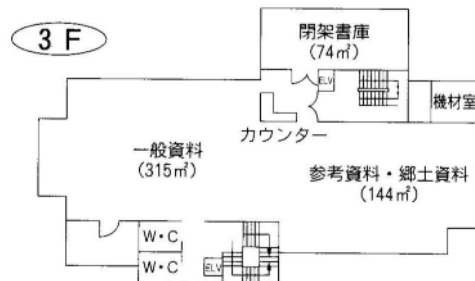 3F
閉架書庫
(74㎡)
ELV
機材室
カウンター
一般資料
(315㎡)
参考資料・郷土資料
(144㎡)
W・C
W・C
ELV